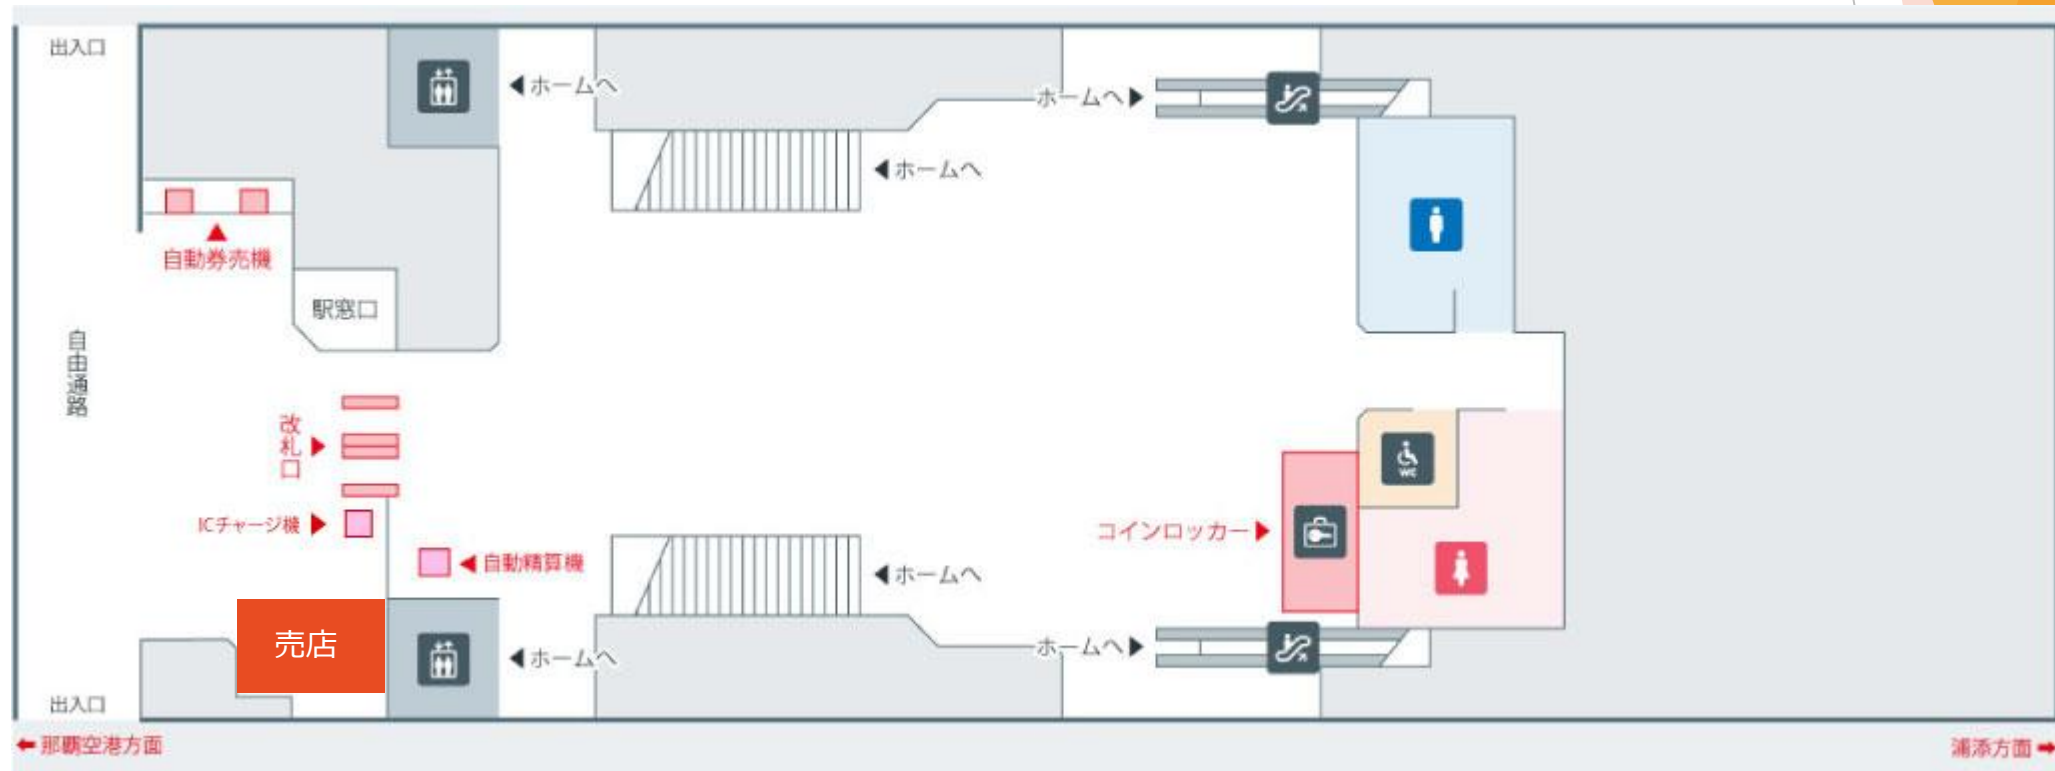 出入口
◀ホームへ
ホームへ▶
◀ホームへ
自動券売機
駅窓口
自由通路
改札口
ICチャージ機
自動精算機
コインロッカー
WC
◀ホームへ
売店
◀ホームへ
ホームへ▶
出入口
←那覇空港方面
浦添方面→